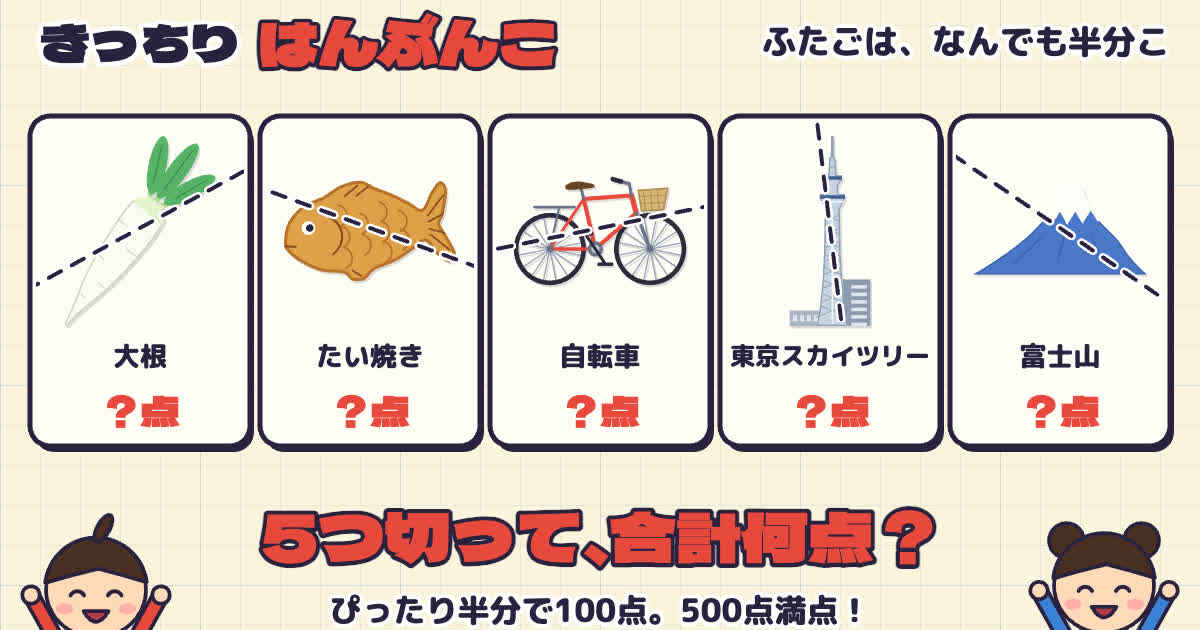 きっちり はんぶんこ
ふたごは、なんでも半分こ
大根
?点
たい焼き
?点
自転車
?点
東京スカイツリー
?点
富士山
?点
5つ切って、合計何点?
ぴったり半分で100点。500点満点!